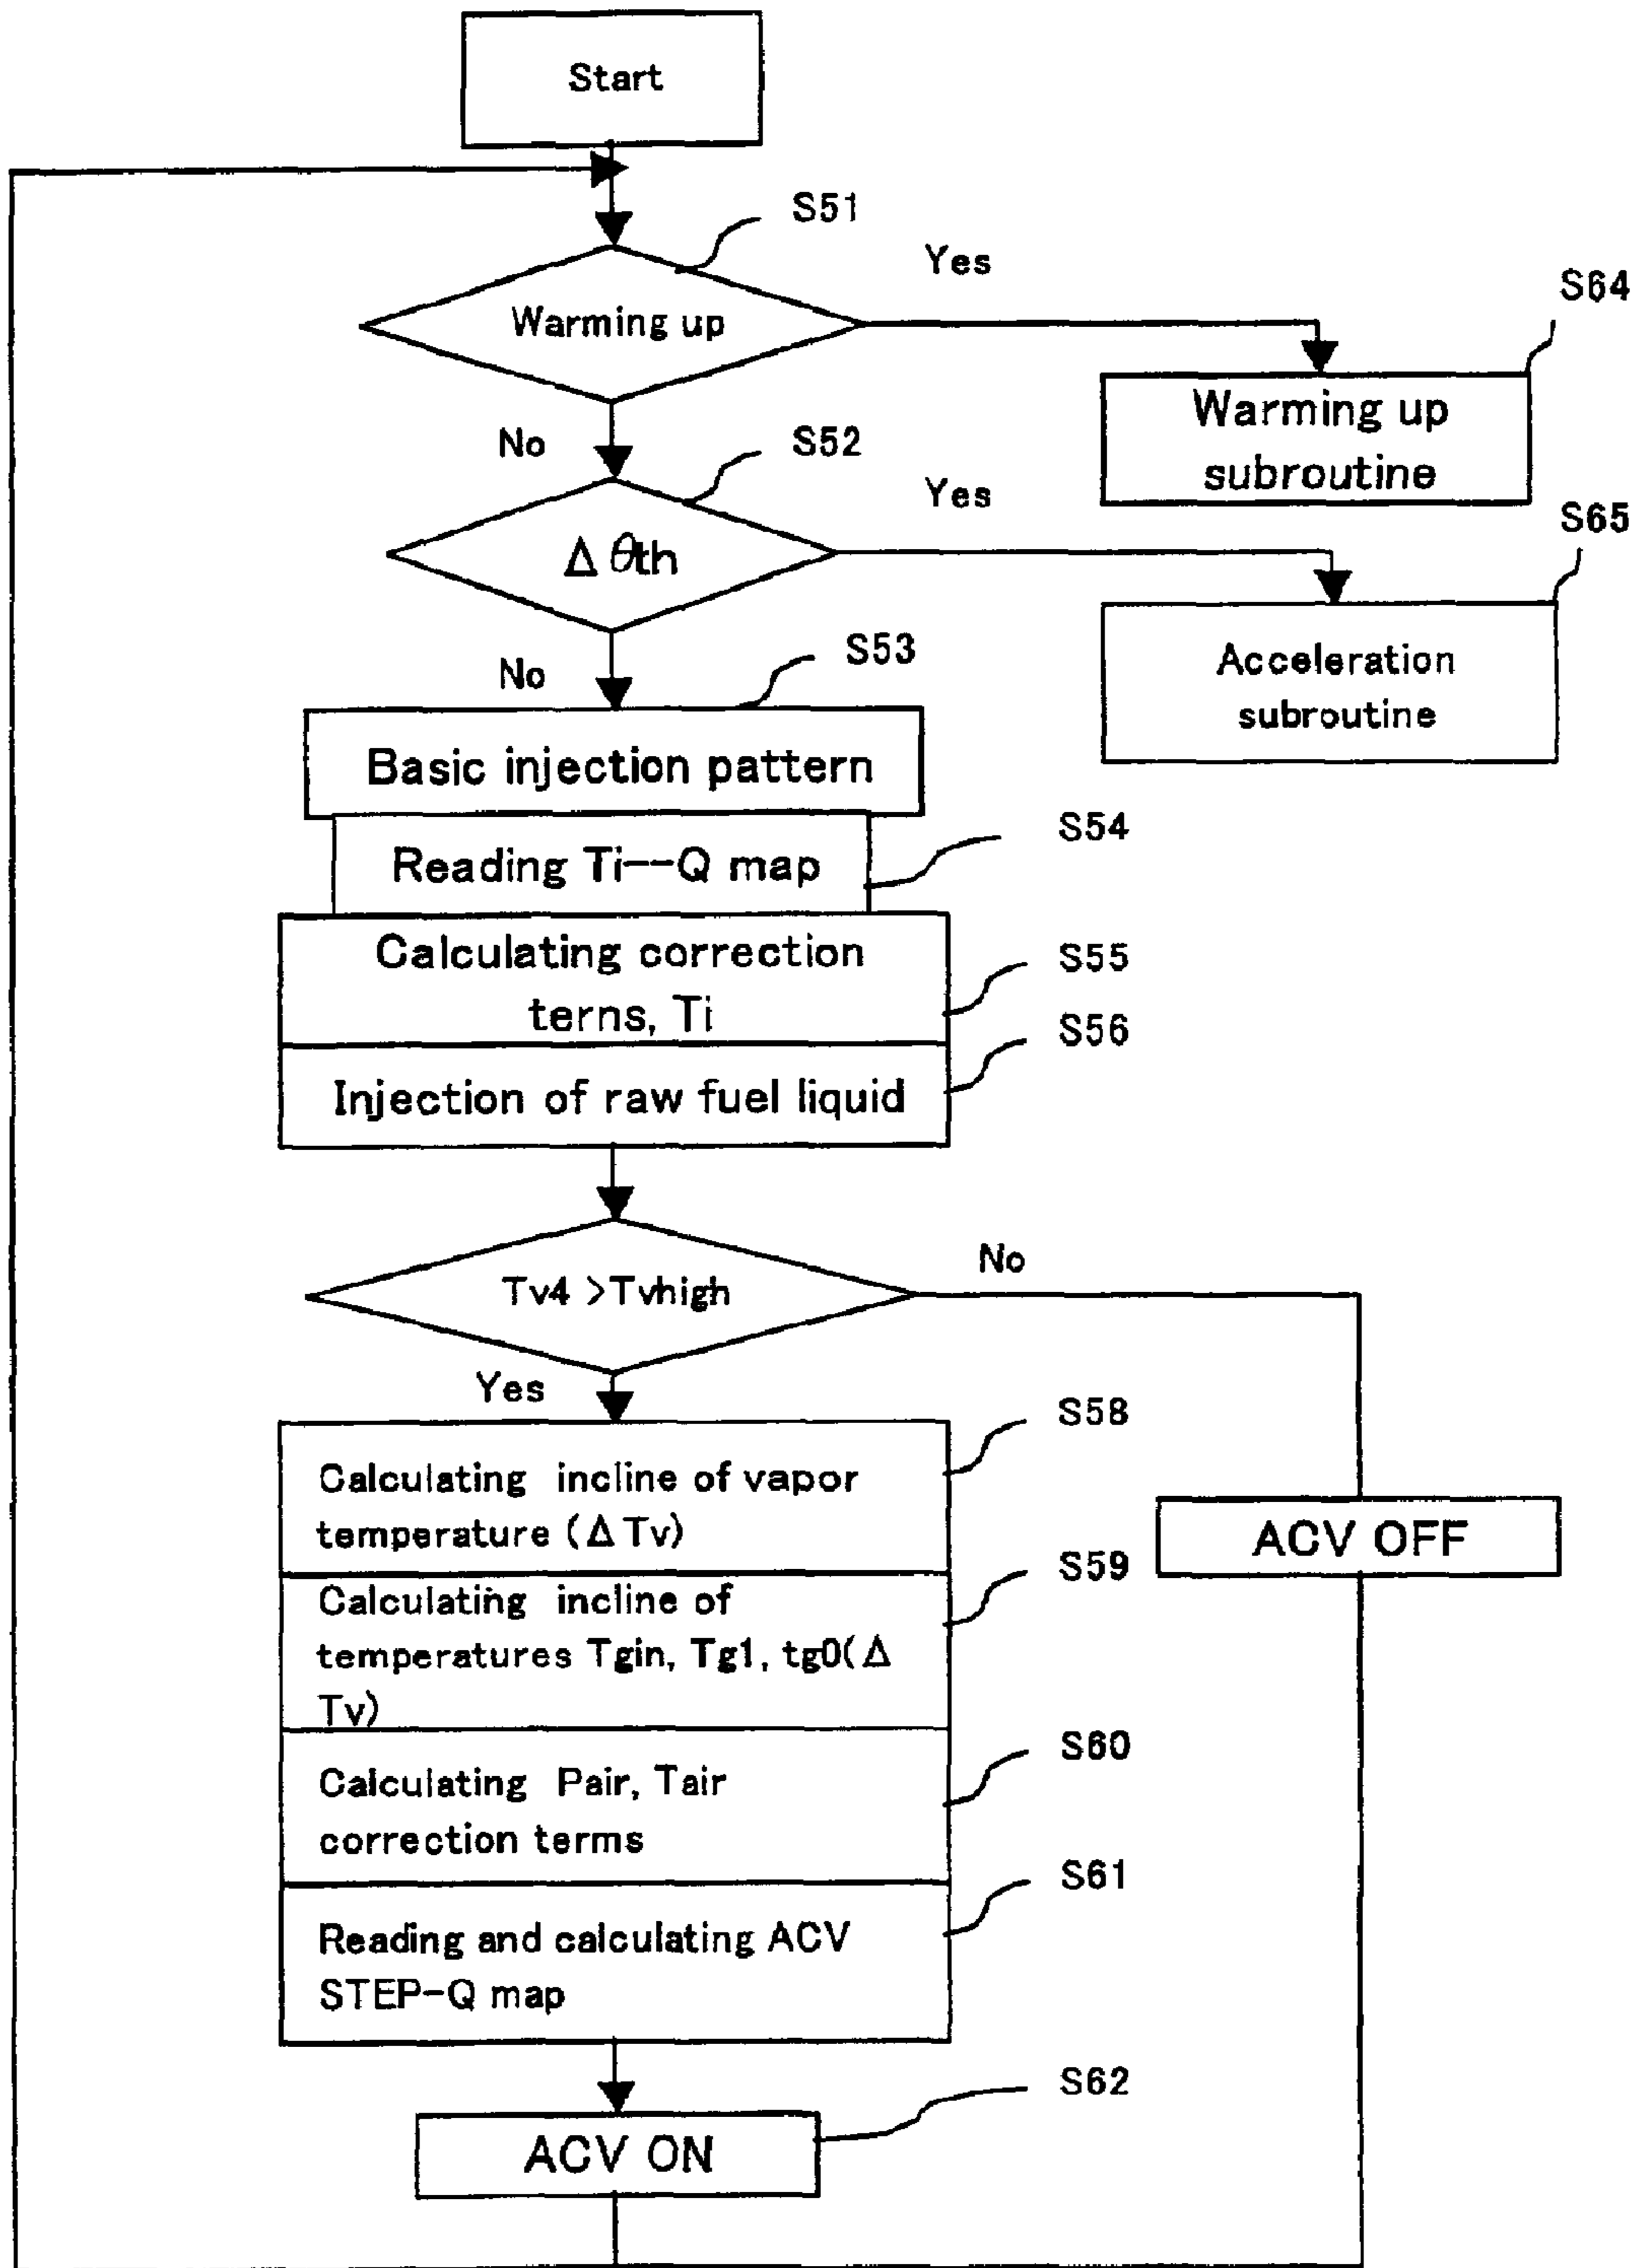 Start
S51
Yes
S64
Warming up
Warming up
subroutine
No
S52
Yes
S65
Δ θth
Acceleration
subroutine
No
S53
Basic injection pattern
S54
Reading Ti--Q map
Calculating correction
terns, Ti
S55
S56
Injection of raw fuel liquid
No
Tv4 >Tvhigh
Yes
S58
Calculating incline of vapor
temperature (Δ Tv)
ACV OFF
S59
Calculating incline of
temperatures Tgin, Tg1, tg0(Δ
Tv)
S60
Calculating Pair, Tair
correction terms
S61
Reading and calculating ACV
STEP-Q map
S62
ACV ON